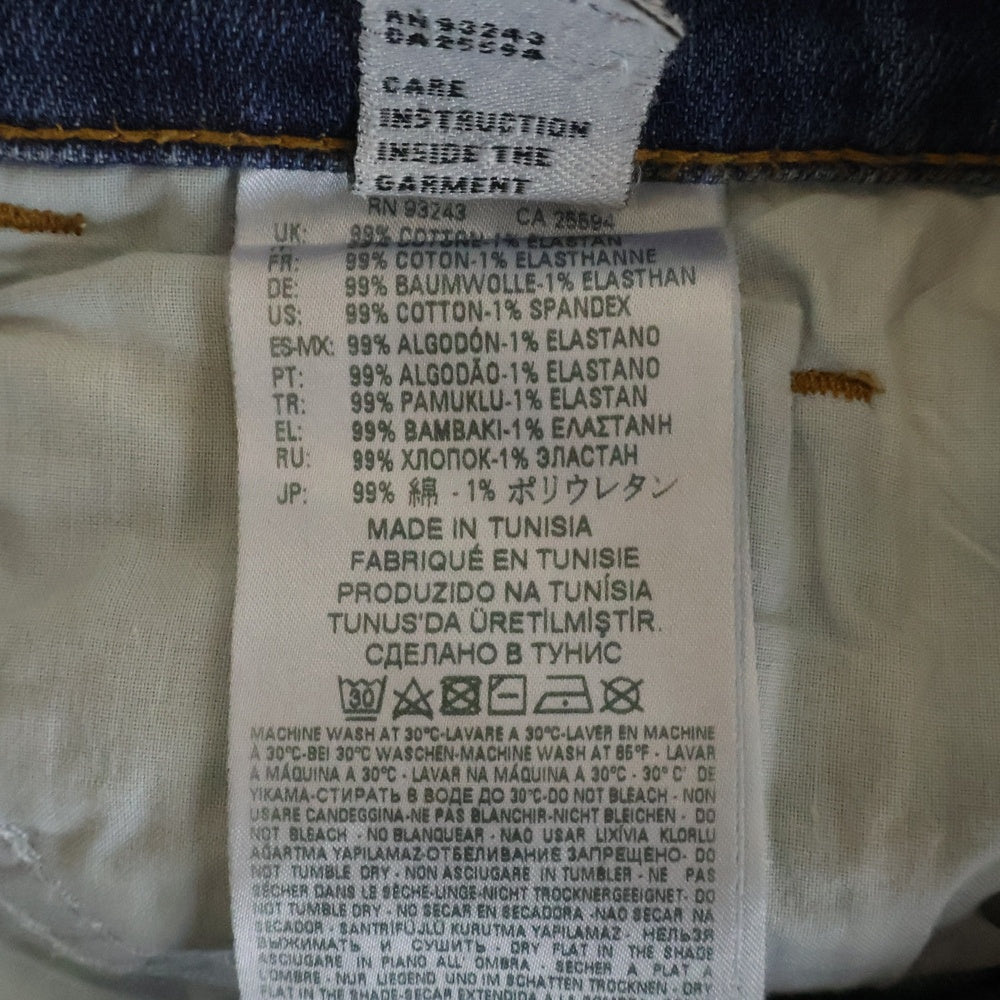 RN 93243
CA 25594
CARE
INSTRUCTION
INSIDE THE
GARMENT
RN 93243 CA 25594
UK: 99% COTTON-1% ELASTAN
FR: 99% COTON-1% ELASTHANNE
DE: 99% BAUMWOLLE-1% ELASTHAN
US: 99% COTTON-1% SPANDEX
ES-MX: 99% ALGODÓN-1% ELASTANO
PT: 99% ALGODÃO-1% ELASTANO
TR: 99% PAMUKLU-1% ELASTAN
EL: 99% BAMBAKI-1% ΕΛΑΣΤΑΝΗ
RU: 99% ХЛОПОК-1% ЭЛАСТАН
JP: 99% 綿 - 1% ポリウレタン
MADE IN TUNISIA
FABRIQUÉ EN TUNISIE
PRODUZIDO NA TUNÍSIA
TUNUS'DA ÜRETİLMİŞTİR.
СДЕЛАНО В ТУНИС
30
MACHINE WASH AT 30°C-LAVARE A 30°C-LAVER EN MACHINE
À 30°C-BEI 30°C WASCHEN-MACHINE WASH AT 86°F - LAVAR
A MÁQUINA A 30°C - LAVAR NA MÁQUINA A 30°C - 30° C' DE
YIKAMA-СТИРАТЬ В ВОДЕ ДО 30°C-DO NOT BLEACH - NON
USARE CANDEGGINA-NE PAS BLANCHIR-NICHT BLEICHEN - DO
NOT BLEACH - NO BLANQUEAR - NAO USAR LIXÍVIA KLORLU
AĞARTMA YAPILAMAZ-ОТБЕЛИВАНИЕ ЗАПРЕЩЕНО- DO
NOT TUMBLE DRY - NON ASCIUGARE IN TUMBLER - NE PAS
SÉCHER DANS LE SÈCHE-LINGE-NICHT TROCKNERGEEIGNET- DO
NOT TUMBLE DRY - NO SECAR EN SECADORA -NAO SECAR NA
SECADOR - SANTRİFÜJLÜ KURUTMA YAPILAMAZ - НЕЛЬЗЯ
ВЫЖИМАТЬ И СУШИТЬ - DRY FLAT IN THE SHADE
ASCIUGARE IN PIANO ALL OMBRA - SÉCHER A PLAT A
L'OMBRE - NUR LIEGEND UND IM SCHATTEN TROCKNEN - DRY
FLAT IN THE SHADE-SECAR EXTENDIDA A LA